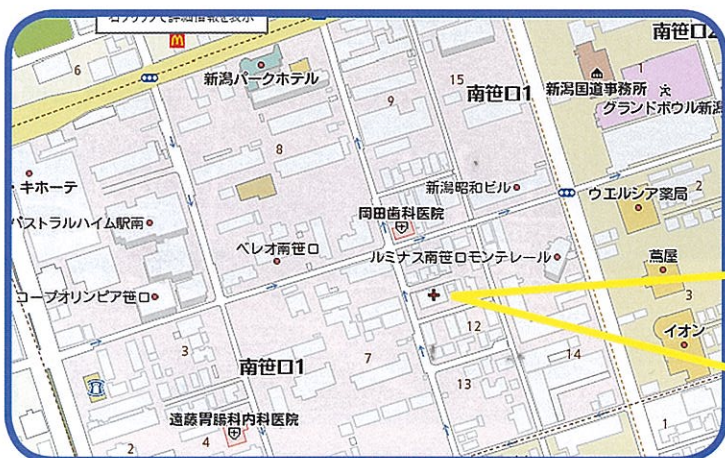 右クリックで詳細情報を表示
南笹口2
6
新潟パークホテル
15
南笹口1
1
新潟国道事務所
グランドボウル新潟
9
8
キホーテ
新潟昭和ビル
ウエルシア薬局
2
パストラルハイム駅南
岡田歯科医院
ベレオ南笹口
ルミナス南笹口モンテレール
蔦屋
コープオリンピア笹口
3
12
イオン
3
南笹口1
7
14
13
遠藤胃腸科内科医院
2
4
1